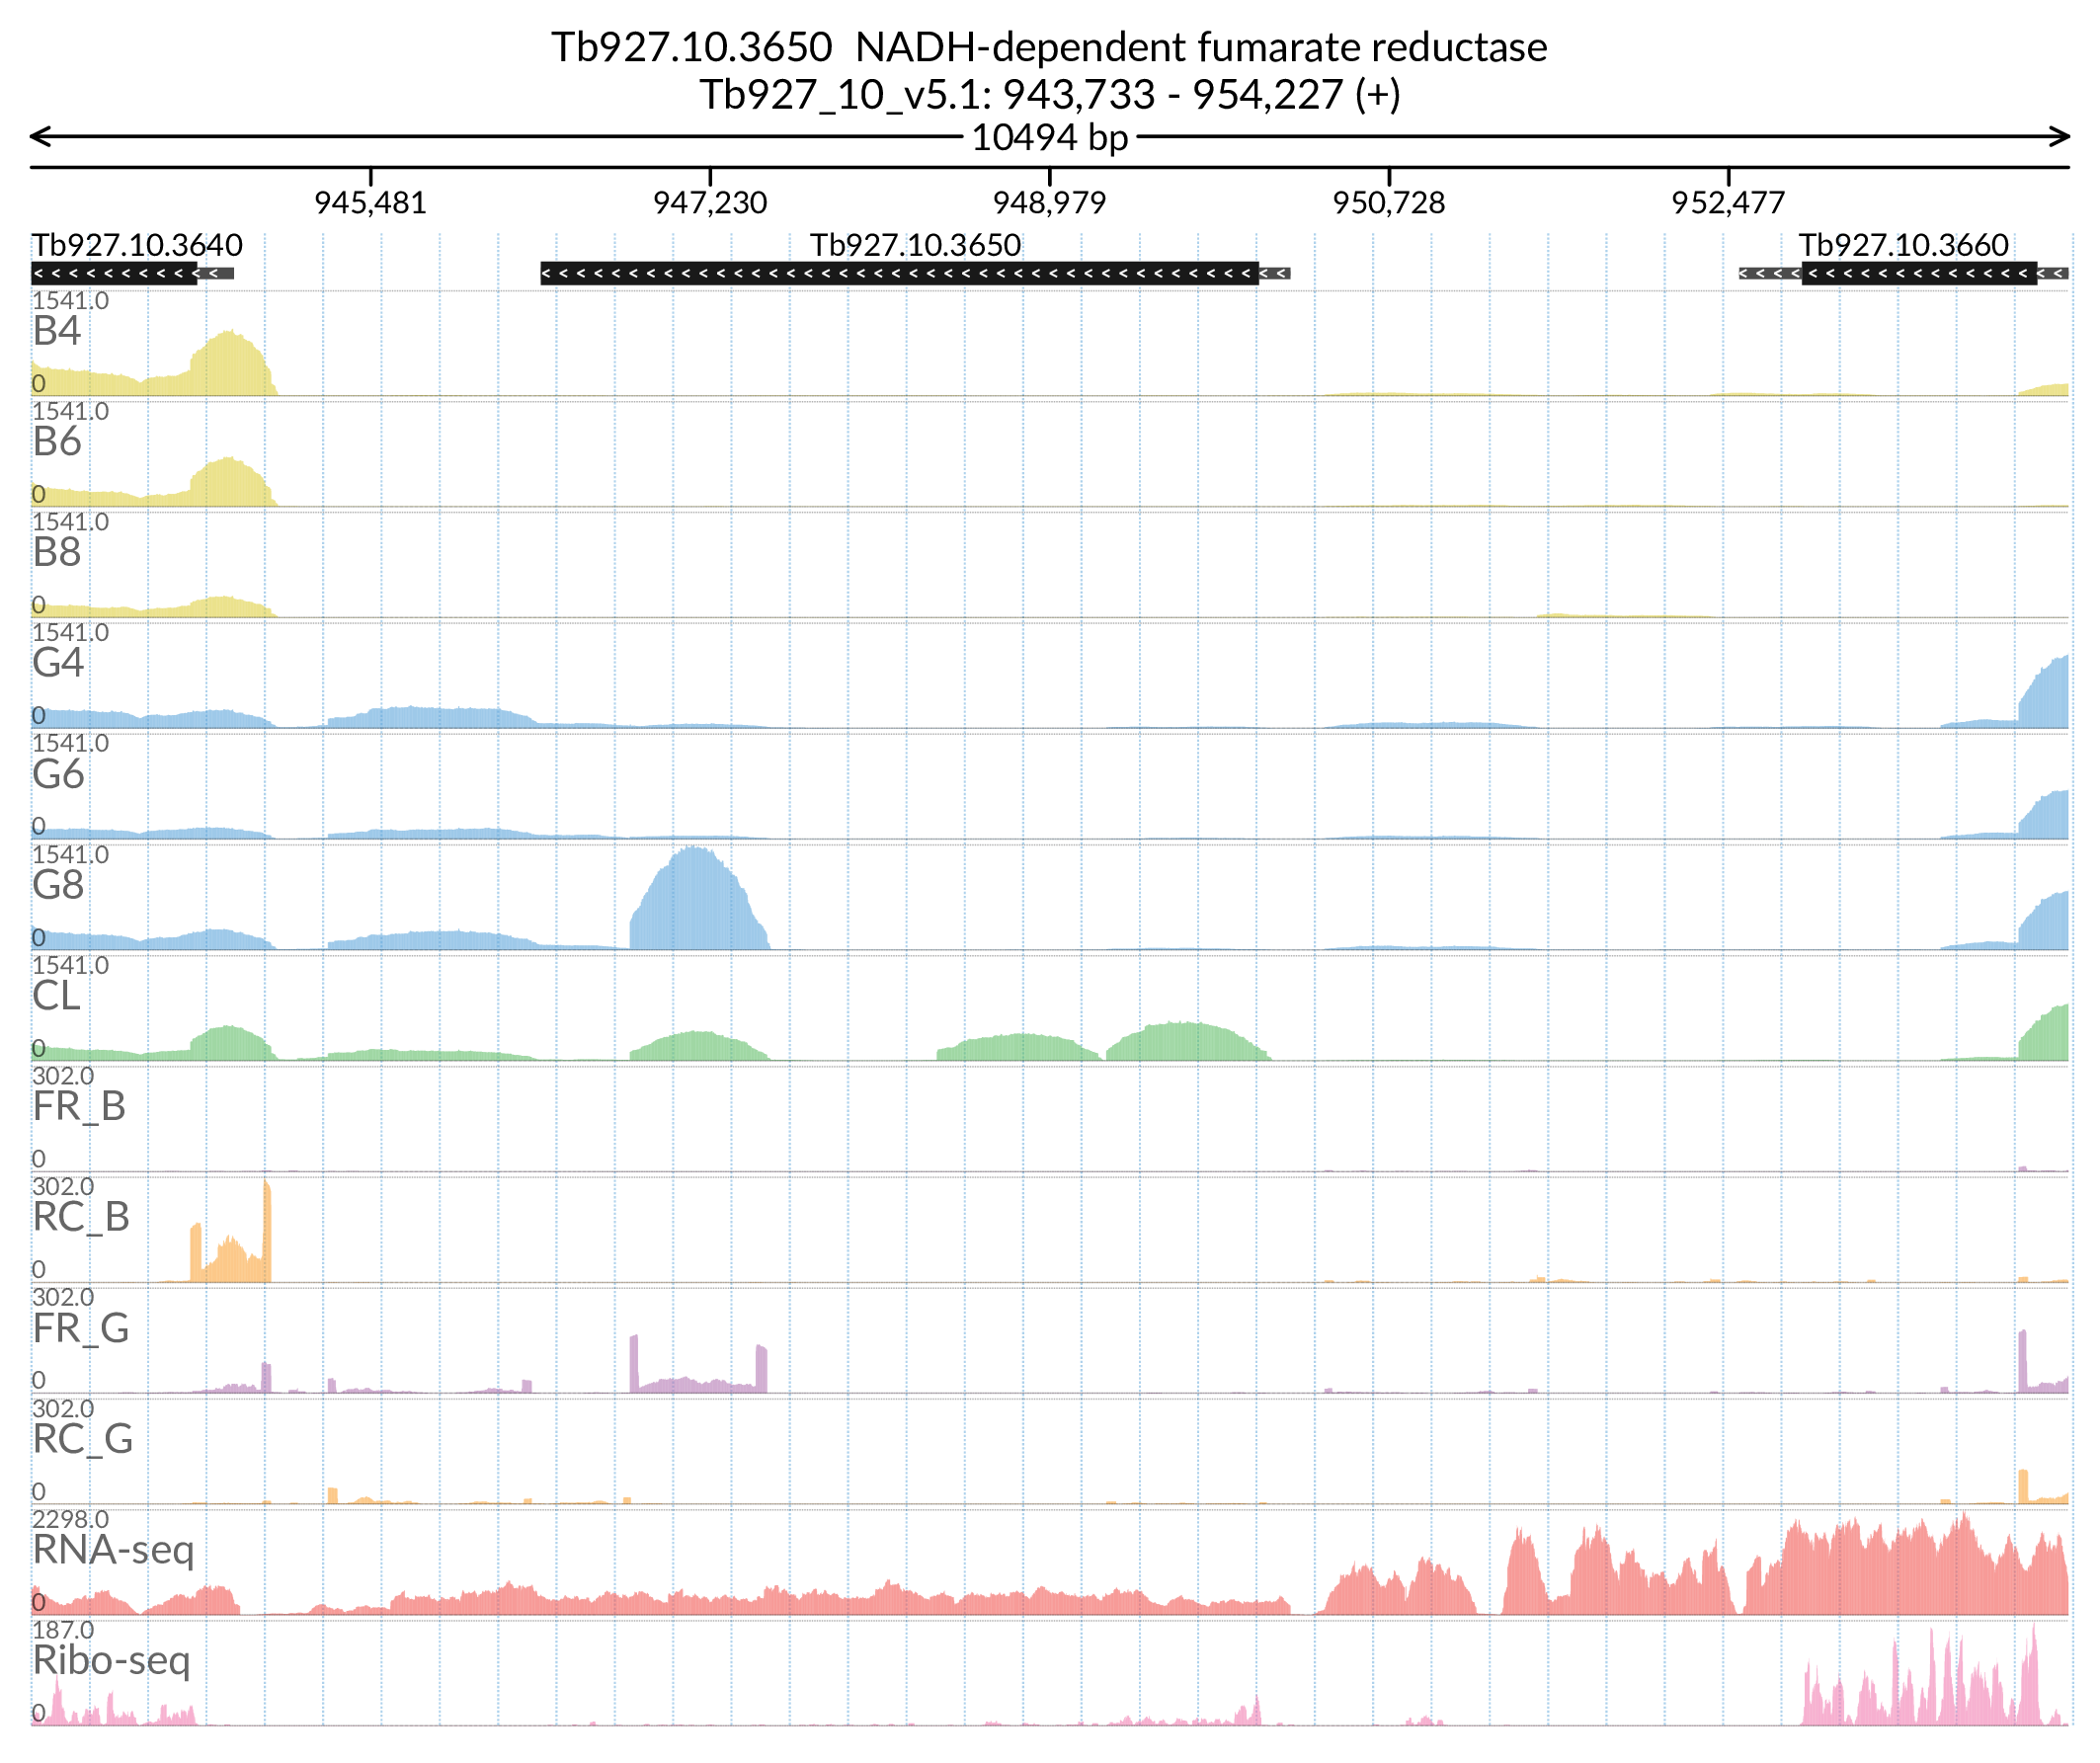 Tb927.10.3650 NADH-dependent fumarate reductase
Tb927_10_v5.1: 943,733 - 954,227 (+)
10494 bp
945,481 947,230 948,979 950,728 952,477
Tb927.10.3640 Tb927.10.3650 Tb927.10.3660
1541.0
B4
0
1541.0
B6
0
1541.0
B8
0
1541.0
G4
0
1541.0
G6
0
1541.0
G8
0
1541.0
CL
0
302.0
FR_B
0
302.0
RC_B
0
302.0
FR_G
0
302.0
RC_G
0
2298.0
RNA-seq
0
187.0
Ribo-seq
0